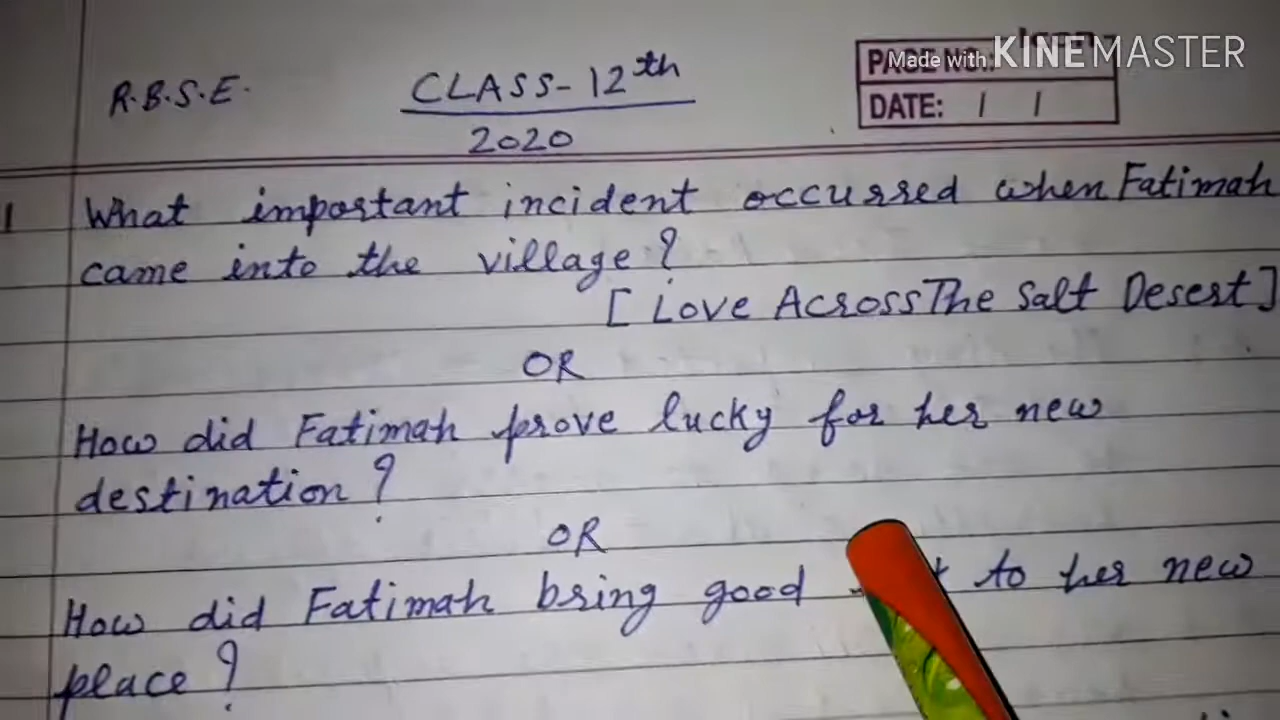 Made with KINEMASTER
PAGE NO.:
DATE: / /
R.B.S.E.
CLASS-12th
2020
1 What important incident occurred when Fatimah
came into the village?
[Love Across The Salt Desert]
OR
How did Fatimah prove lucky for her new
destination?
OR
How did Fatimah bring good to her new
place?